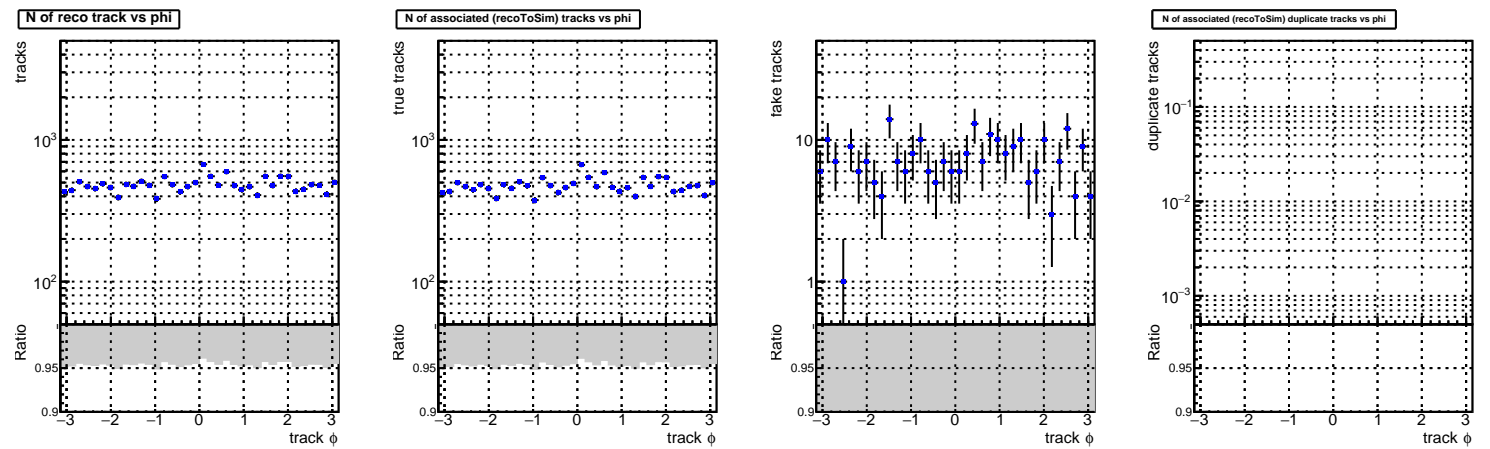 N of reco track vs phi
tracks
10³
10²
Ratio
0.95
0.9
−3 −2 −1 0 1 2 3
track ϕ
N of associated (recoToSim) tracks vs phi
true tracks
10³
10²
Ratio
0.95
0.9
−3 −2 −1 0 1 2 3
track ϕ
fake tracks
10
1
Ratio
0.95
0.9
−3 −2 −1 0 1 2 3
track ϕ
N of associated (recoToSim) duplicate tracks vs phi
duplicate tracks
10⁻¹
10⁻²
10⁻³
Ratio
0.95
0.9
−3 −2 −1 0 1 2 3
track ϕ